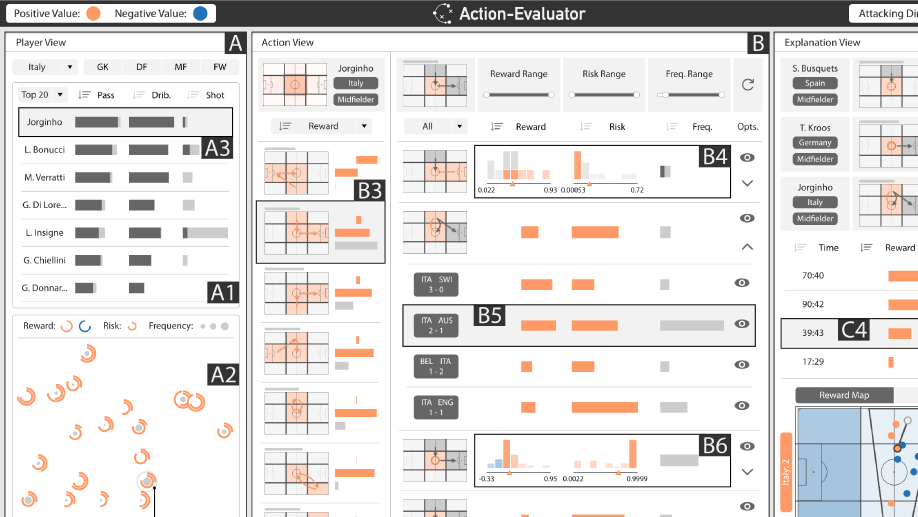 Positive Value:
Negative Value:
Action-Evaluator
Attacking Di
Player View
A
Italy
GK
DF
MF
FW
Top 20
Pass
Drib.
Shot
Jorginho
L. Bonucci
A3
M. Verratti
G. Di Lore...
L. Insigne
G. Chiellini
G. Donnar...
A1
Reward:
Risk:
Frequency:
A2
Action View
B
Jorginho
Italy
Midfielder
Reward
B3
Reward Range
Risk Range
Freq. Range
All
Reward
Risk
Freq.
Opts.
B4
0.022
0.93
0.00053
0.72
ITA SWI
3 - 0
ITA AUS
2 - 1
B5
BEL ITA
1 - 2
ITA ENG
1 - 1
B6
-0.33
0.95
0.0022
0.9999
Explanation View
S. Busquets
Spain
Midfielder
T. Kroos
Germany
Midfielder
Jorginho
Italy
Midfielder
Time
Reward
70:40
90:42
39:43
C4
17:29
Reward Map
Italy: 2